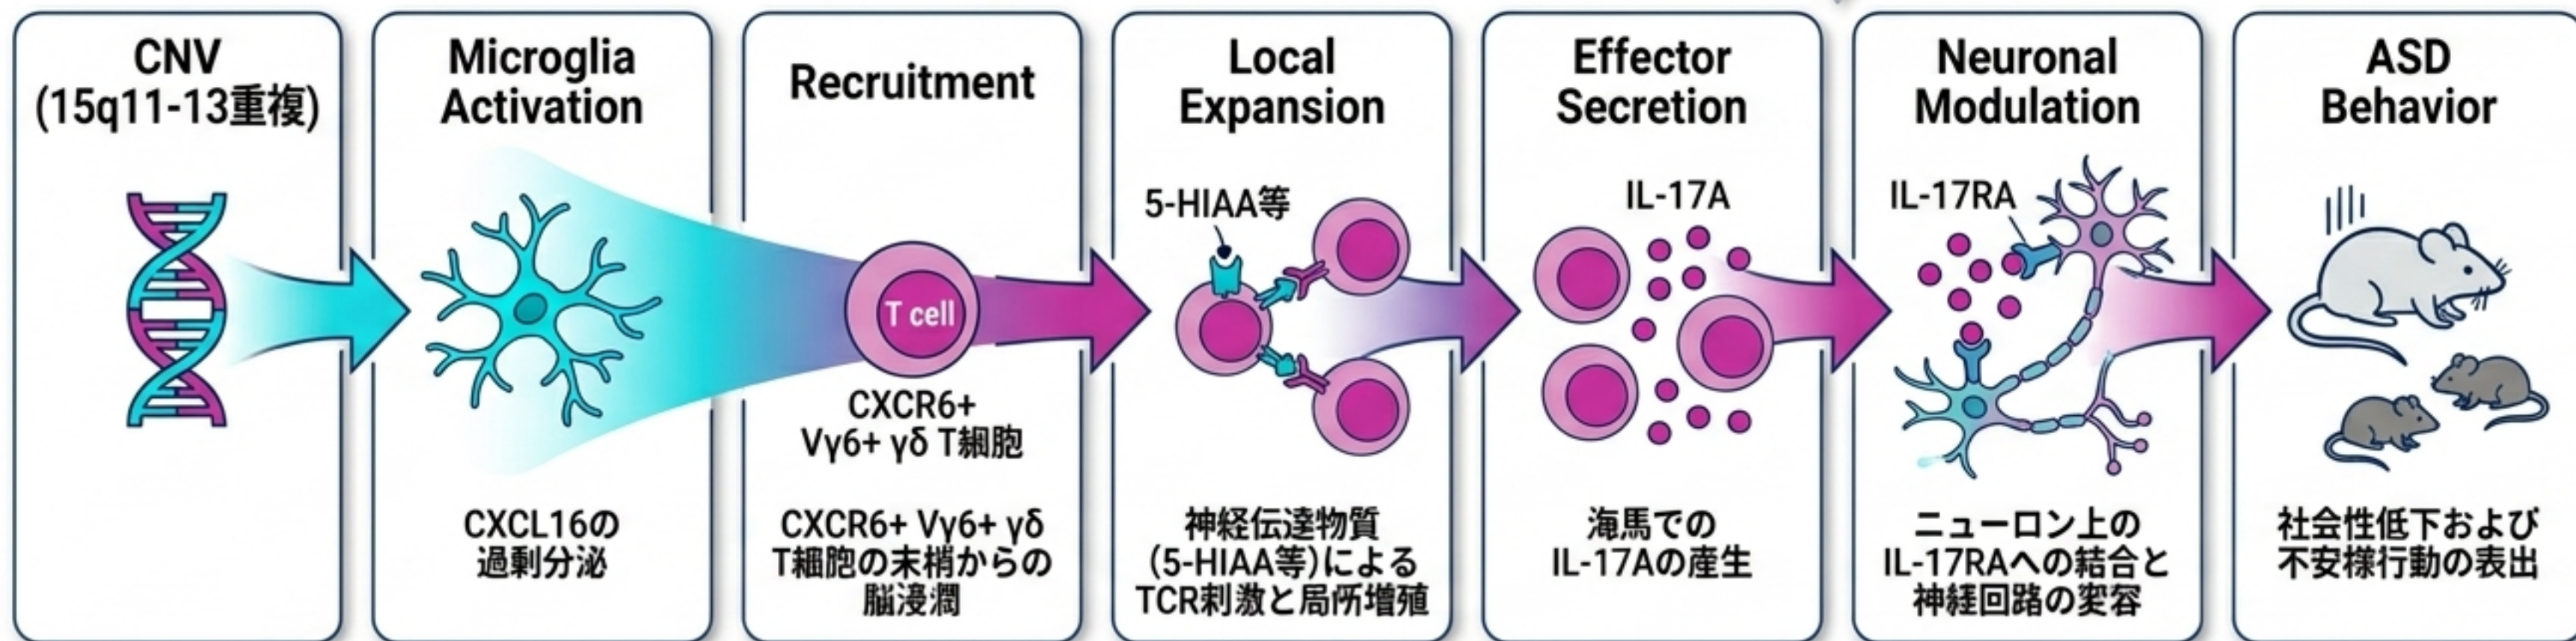 CNV
(15q11-13重複)
CXCL16の
過剰分泌
Microglia
Activation
Recruitment
T cell
CXCR6+
Vγ6+ γδ T細胞
CXCR6+ Vγ6+ γδ
T細胞の末梢からの
脳浸潤
Local
Expansion
5-HIAA等
神経伝達物質
(5-HIAA等)による
TCR刺激と局所増殖
Effector
Secretion
IL-17A
海馬での
IL-17Aの産生
Neuronal
Modulation
IL-17RA
ニューロン上の
IL-17RAへの結合と
神経回路の変容
ASD
Behavior
社会性低下および
不安様行動の表出